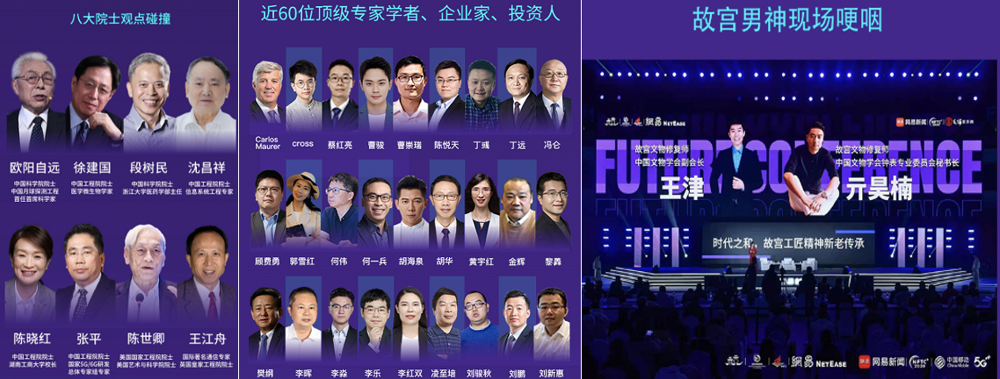 八大院士观点碰撞
欧阳自远
徐建国
段树民
沈昌祥
中国科学院院士
中国月球探测工程
首任首席科学家
中国工程院院士
医学微生物学家
中国科学院院士
浙江大学医药学部主任
中国工程院院士
信息系统工程专家
陈晓红
张平
陈世卿
王江舟
中国工程院院士
湖南工商大学校长
中国工程院院士
国家5G/6G研发
总体专家组专家
美国国家工程院院士
美国艺术与科学院院士
国际著名通信专家
英国皇家工程院院士
近60位顶级专家学者、企业家、投资人
Carlos
Maurer
cross
蔡红亮
曹骏
曹崇瑞
陈悦天
丁彧
丁远
冯仑
顾费勇
郭雪红
何伟
何一兵
胡海泉
胡华
黄宇红
金辉
黎轟
樊纲
李晖
李淼
李乐
李红双
凌至培
刘骏秋
刘鹏
刘新惠
故宫男神现场哽咽
網易 NETEASE
网易新闻
FUTURE CONFERENCE
故宫文物修复师
中国文物学会副会长
王津
故宫文物修复师
中国文物学会钟表专业委员会秘书长
亓昊楠
时代之和，故宫工匠精神新老传承
網易 NETEASE
网易新闻
中国移动
China Mobile
5G